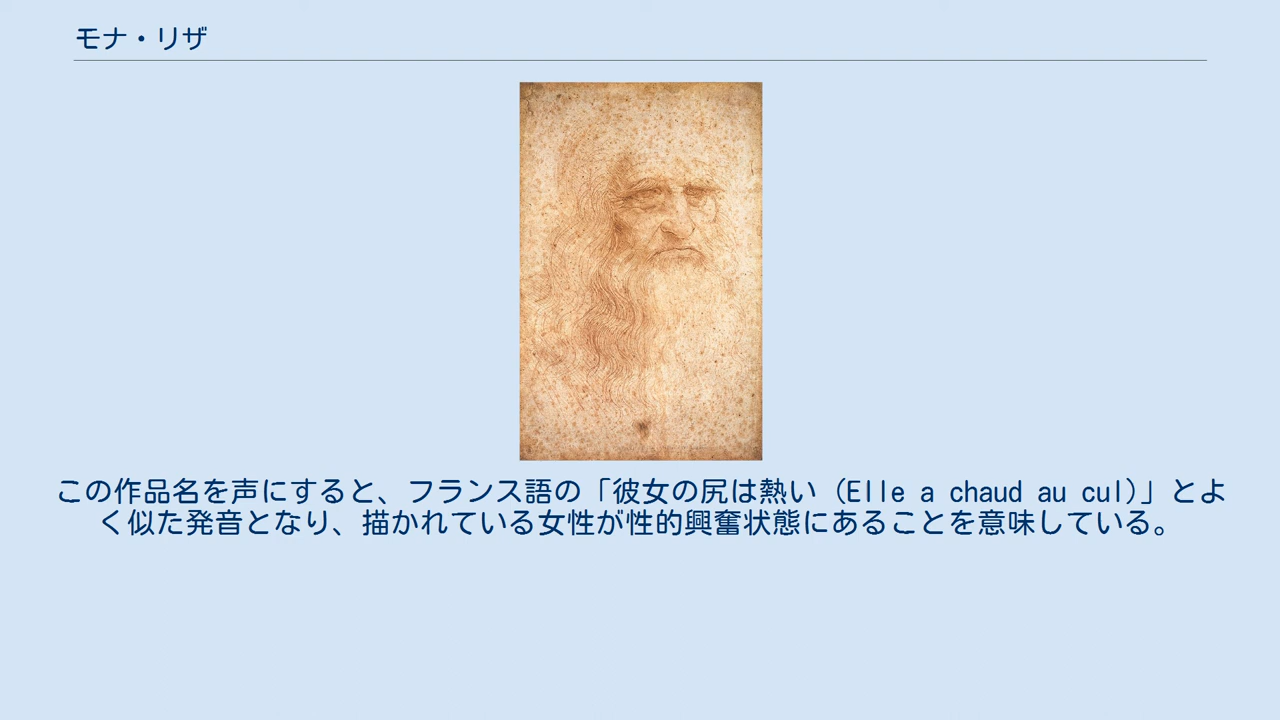 モナ・リザ
この作品名を声にすると、フランス語の「彼女の尻は熱い（Elle a chaud au cul)」とよ
く似た発音となり、描かれている女性が性的興奮状態にあることを意味している。